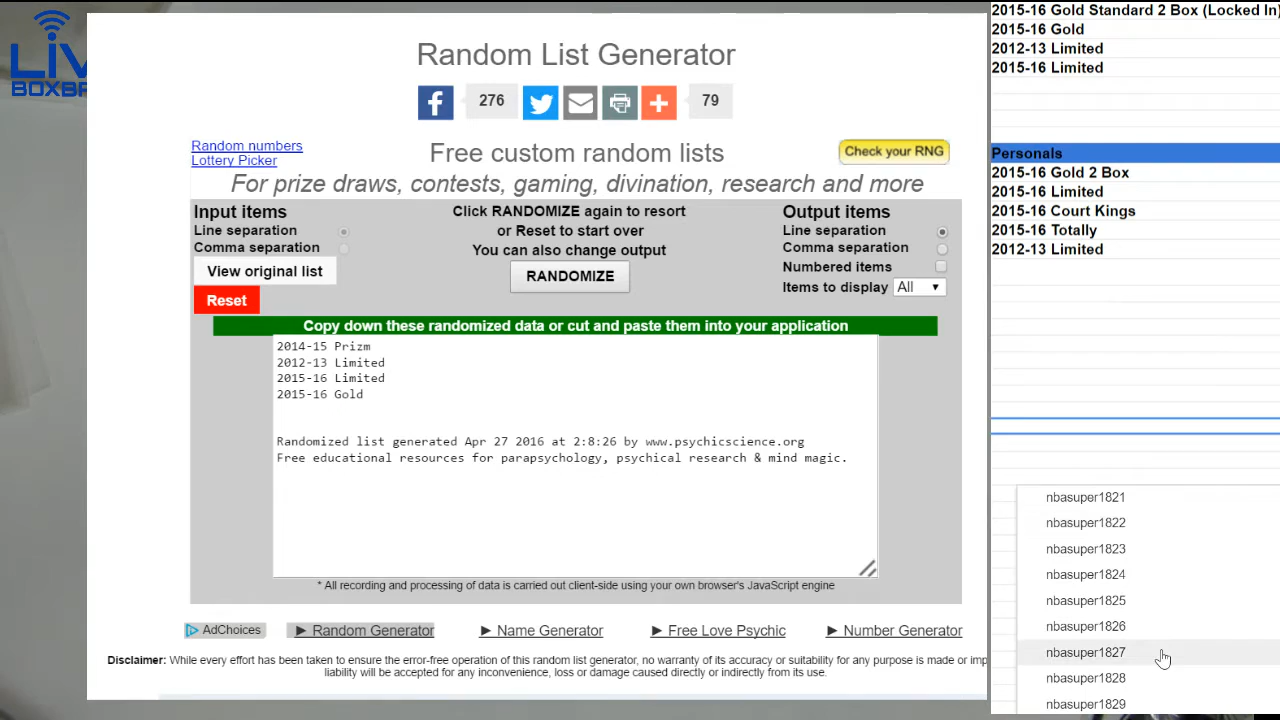 LIV
BOXBR
Random List Generator
276
79
Random numbers
Lottery Picker
Free custom random lists
Check your RNG
For prize draws, contests, gaming, divination, research and more
Input items
Line separation
Comma separation
View original list
Reset
Click RANDOMIZE again to resort
or Reset to start over
You can also change output
RANDOMIZE
Output items
Line separation
Comma separation
Numbered items
Items to display All
Copy down these randomized data or cut and paste them into your application
2014-15 Prizm
2012-13 Limited
2015-16 Limited
2015-16 Gold
Randomized list generated Apr 27 2016 at 2:8:26 by www.psychicscience.org
Free educational resources for parapsychology, psychical research & mind magic.
* All recording and processing of data is carried out client-side using your own browser's JavaScript engine
AdChoices
► Random Generator
► Name Generator
► Free Love Psychic
► Number Generator
Disclaimer: While every effort has been taken to ensure the error-free operation of this random list generator, no warranty of its accuracy or suitability for any purpose is made or imp
liability will be accepted for any inconvenience, loss or damage caused directly or indirectly from its use.
2015-16 Gold Standard 2 Box (Locked In)
2015-16 Gold
2012-13 Limited
2015-16 Limited
Personals
2015-16 Gold 2 Box
2015-16 Limited
2015-16 Court Kings
2015-16 Totally
2012-13 Limited
nbasuper1821
nbasuper1822
nbasuper1823
nbasuper1824
nbasuper1825
nbasuper1826
nbasuper1827
nbasuper1828
nbasuper1829